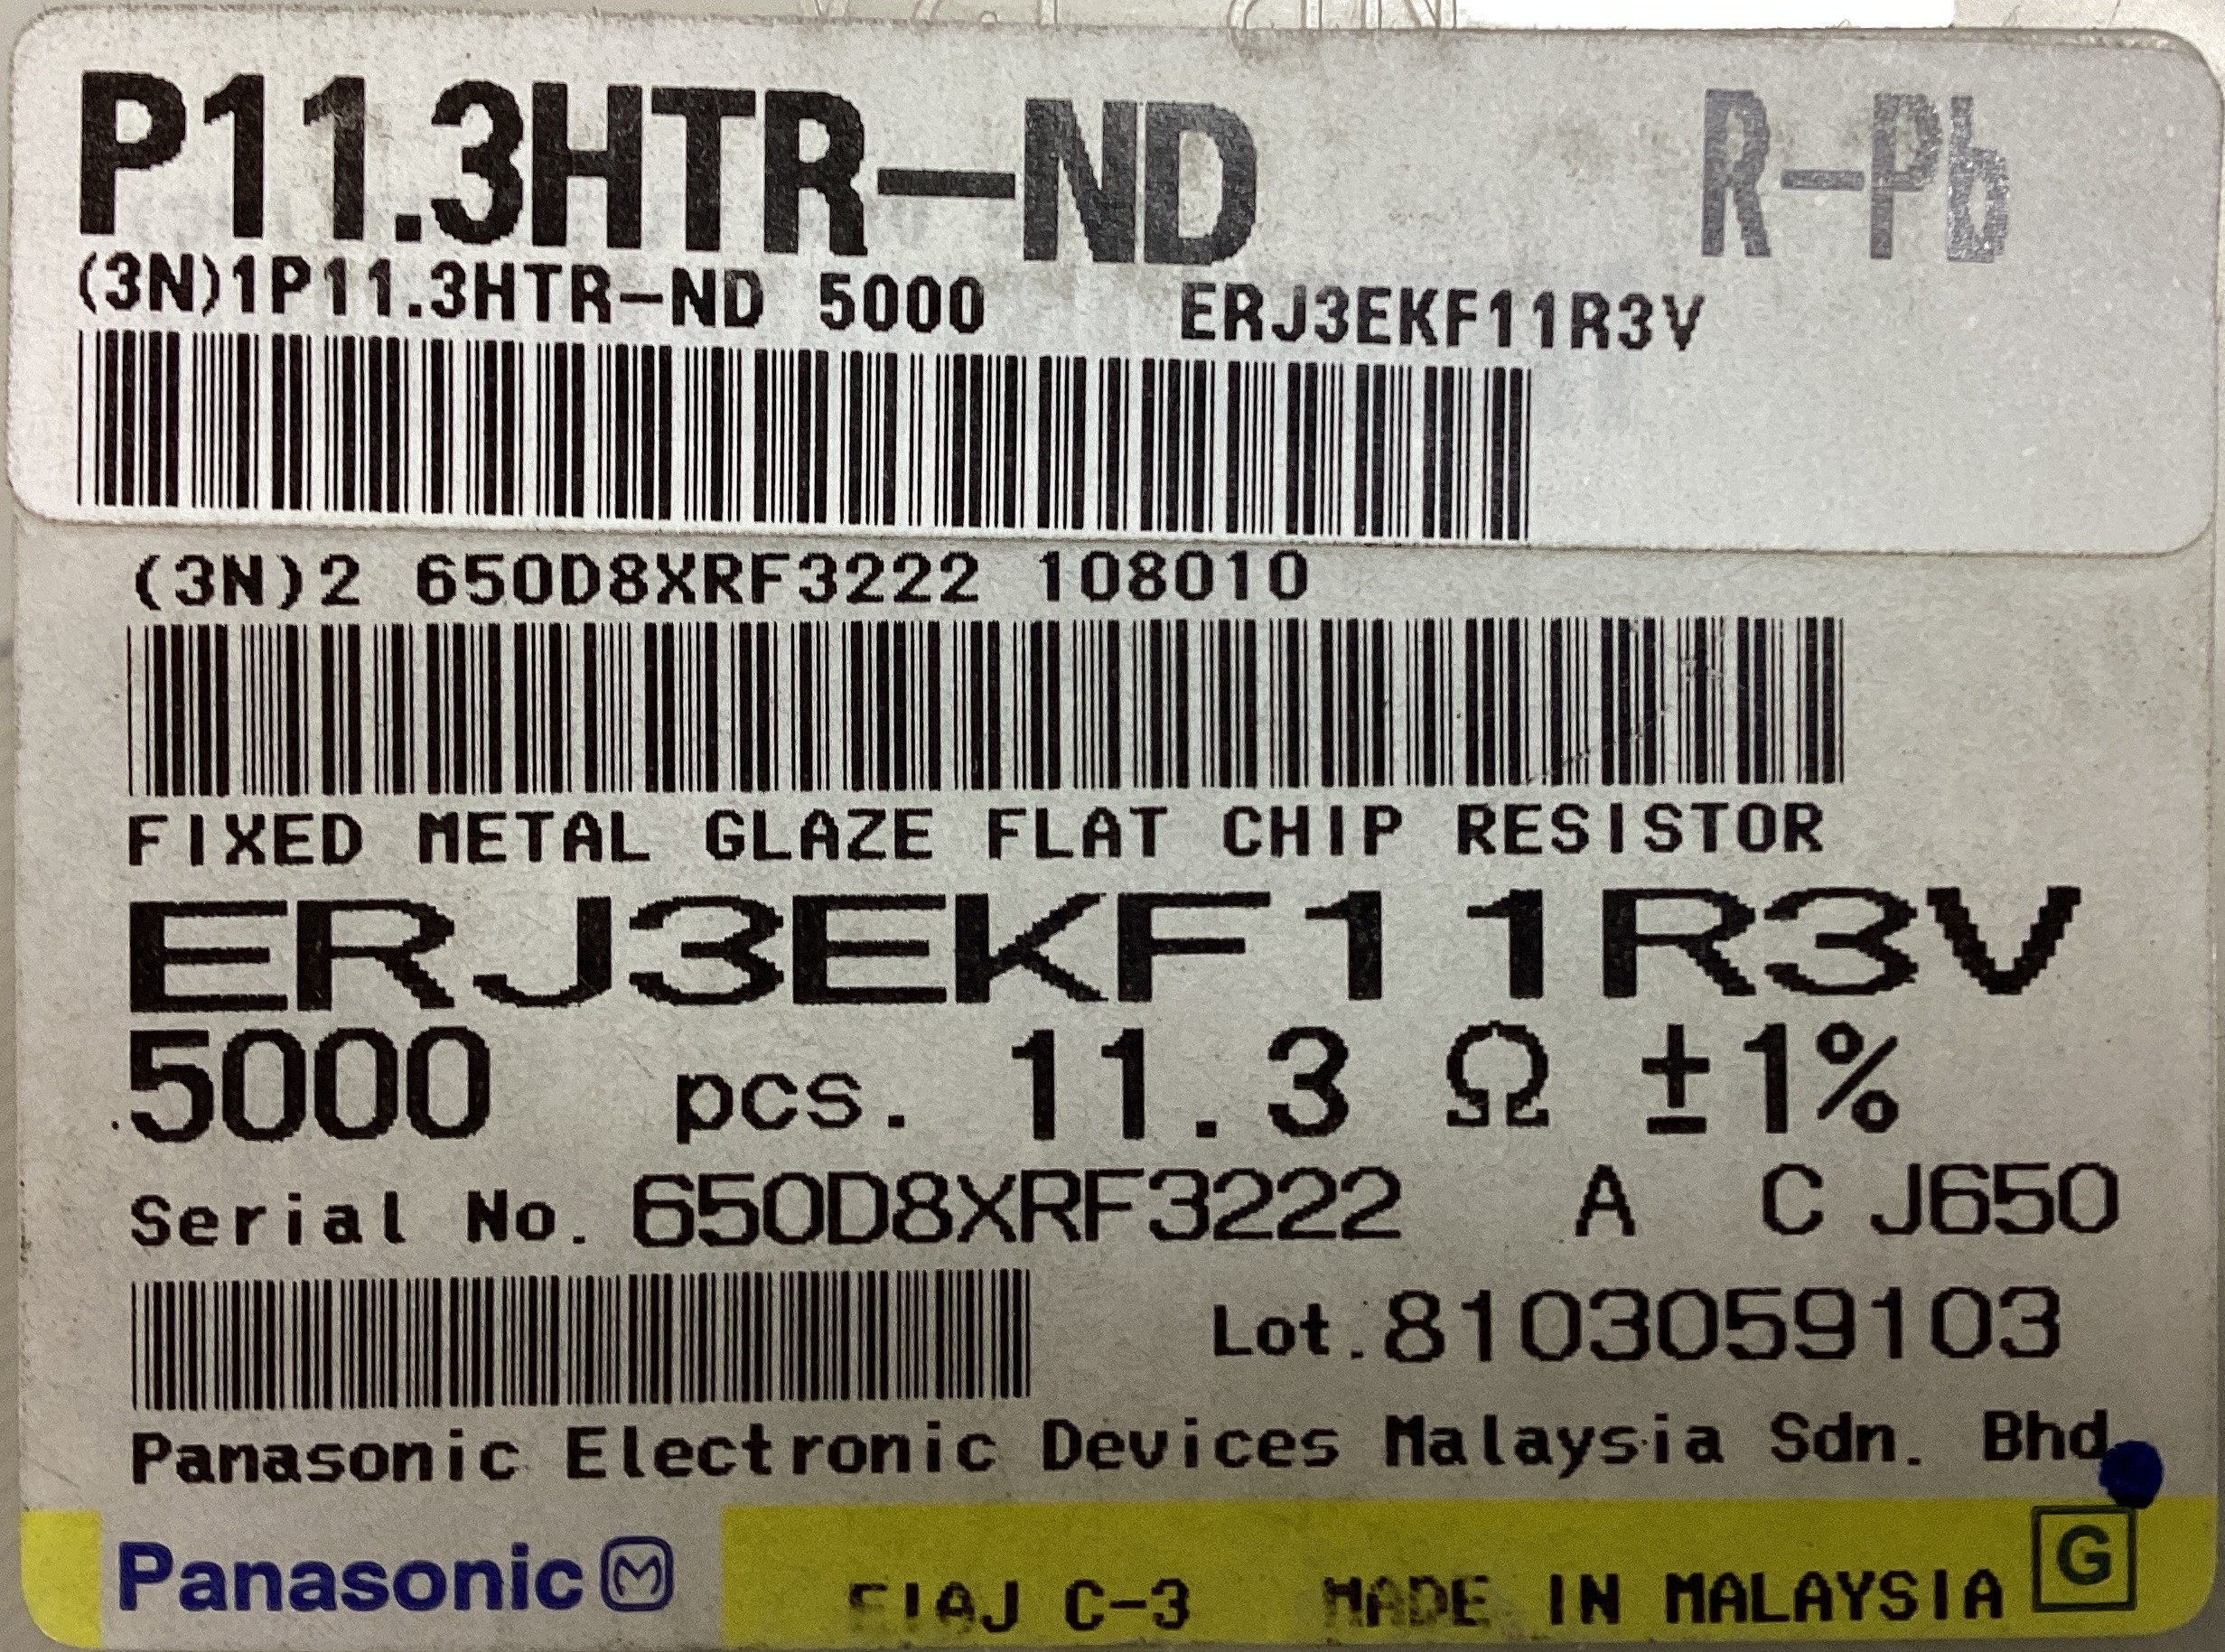 P11.3HTR-ND R-Pb
(3N)1P11.3HTR-ND 5000 ERJ3EKF11R3V
(3N)2 650D8XRF3222 108010
FIXED METAL GLAZE FLAT CHIP RESISTOR
ERJ3EKF11R3V
5000 pcs. 11.3 Ω ±1%
Serial No. 650D8XRF3222 A C J650
Lot. 8103059103
Panasonic Electronic Devices Malaysia Sdn. Bhd.
Panasonic M EIAJ C-3 MADE IN MALAYSIA G